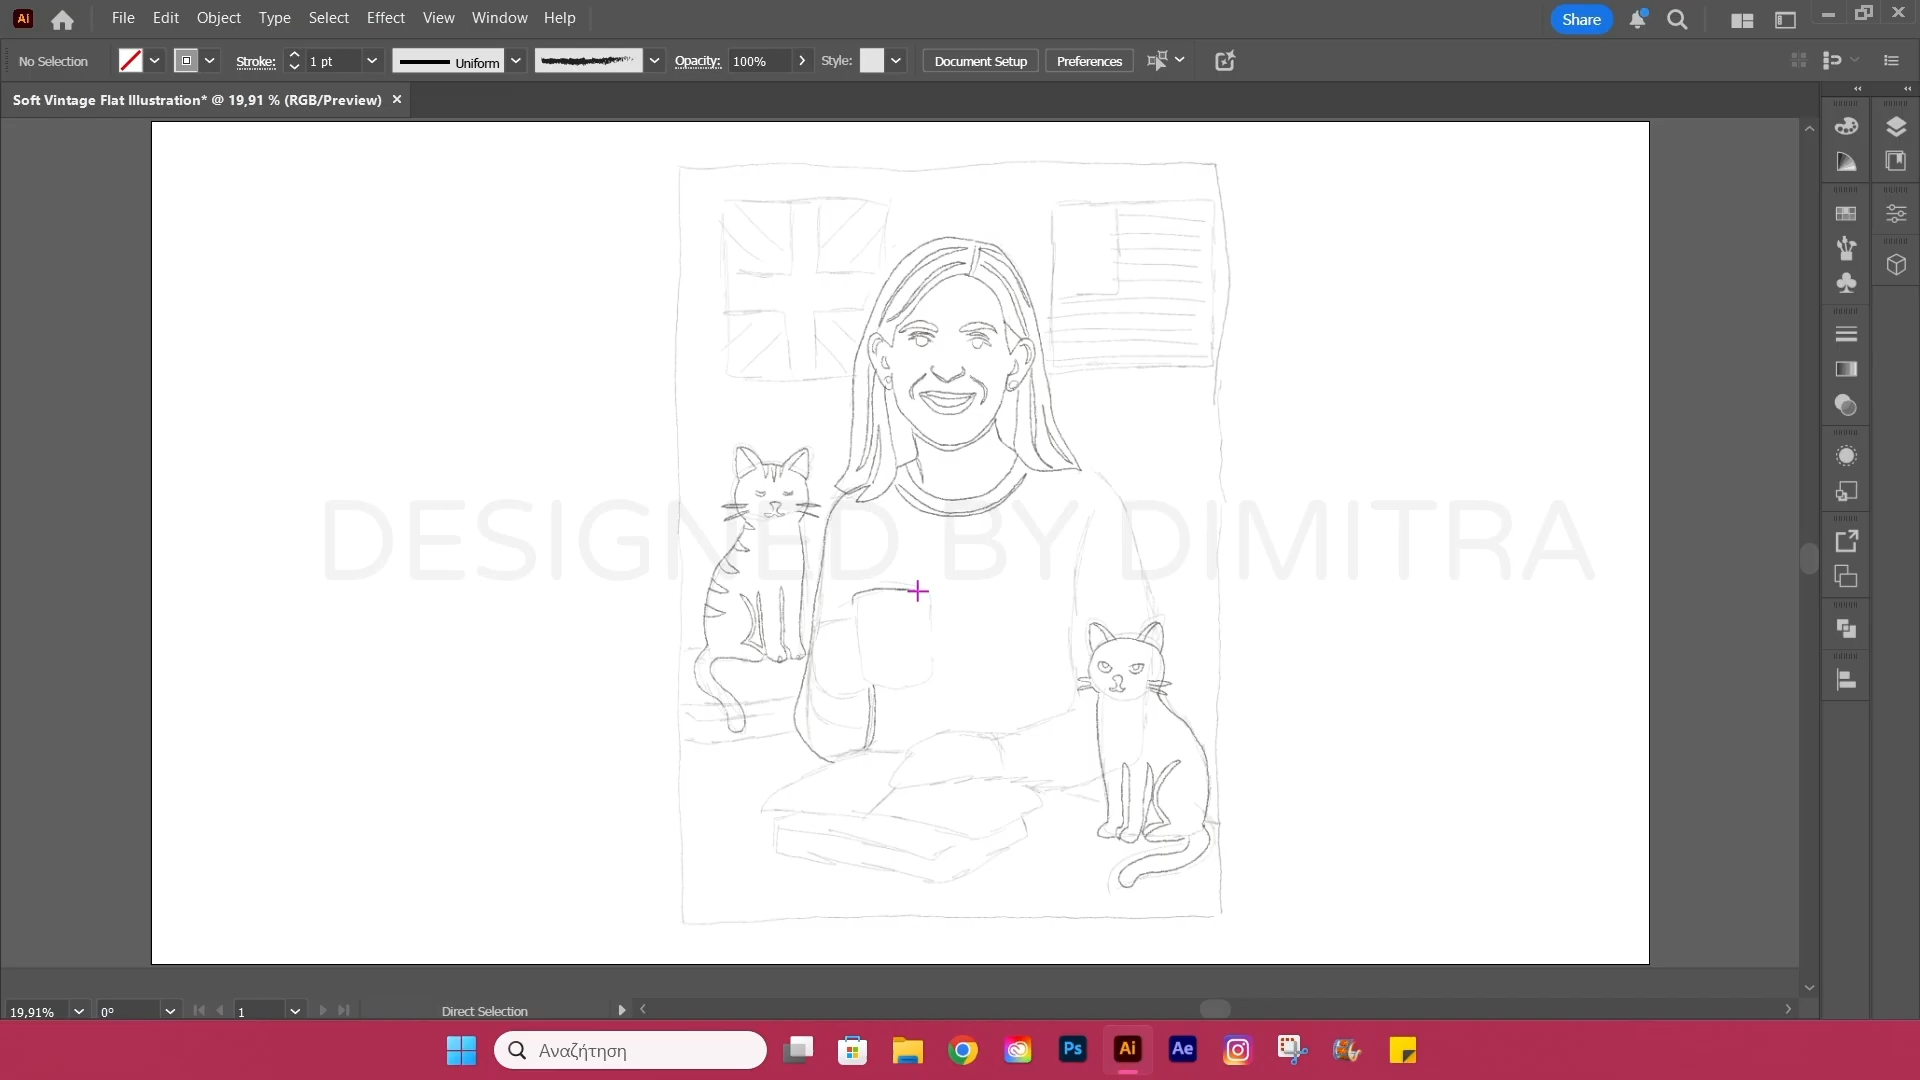 Ai File Edit Object Type Select Effect View Window Help Share
No Selection Stroke: 1 pt Uniform Opacity: 100% Style: Document Setup Preferences
Soft Vintage Flat Illustration* @ 19,91 % (RGB/Preview)
DESIGNED BY DIMITRA
19,91% 0° 1 Direct Selection
Αναζήτηση Ps Ai Ae